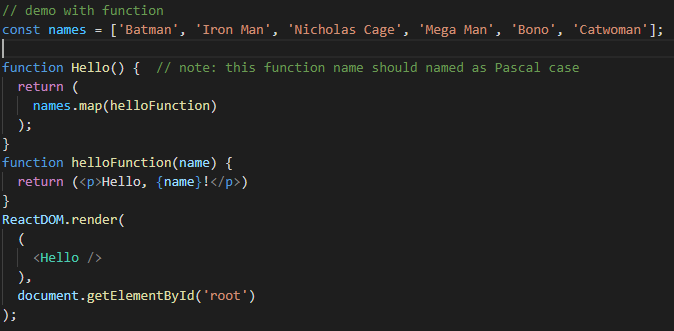 // demo with function
const names = ['Batman', 'Iron Man', 'Nicholas Cage', 'Mega Man', 'Bono', 'Catwoman'];
function Hello() {  // note: this function name should named as Pascal case
  return (
    names.map(helloFunction)
  );
}
function helloFunction(name) {
  return (<p>Hello, {name}!</p>)
}
ReactDOM.render(
  (
    <Hello />
  ),
  document.getElementById('root')
);